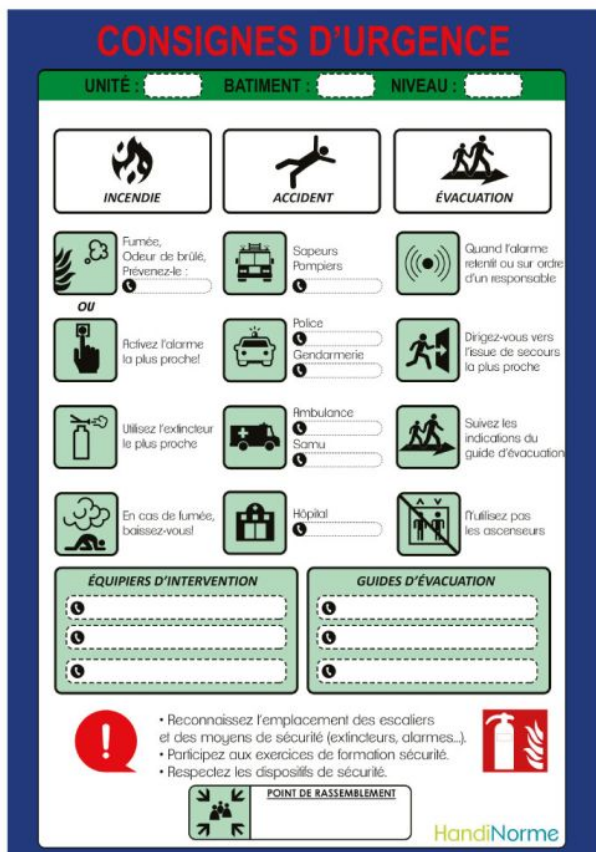 CONSIGNES D'URGENCE
UNITÉ :
BATIMENT :
NIVEAU :
INCENDIE
ACCIDENT
ÉVACUATION
Fumée,
Odeur de brûlé,
Prévenez-le :
OU
Activez l'alarme
la plus proche!
Utilisez l'extincteur
le plus proche
En cas de fumée,
baissez-vous!
Sapeurs
Pompiers
Police
Gendarmerie
Ambulance
Samu
Hôpital
Quand l'alarme
retentit ou sur ordre
d'un responsable
Dirigez-vous vers
l'issue de secours
la plus proche
Suivez les
indications du
guide d'évacuation
N'utilisez pas
les ascenseurs
ÉQUIPIERS D'INTERVENTION
GUIDES D'ÉVACUATION
• Reconnaissez l'emplacement des escaliers
et des moyens de sécurité (extincteurs, alarmes...).
• Participez aux exercices de formation sécurité.
• Respectez les dispositifs de sécurité.
POINT DE RASSEMBLEMENT
HandiNorme